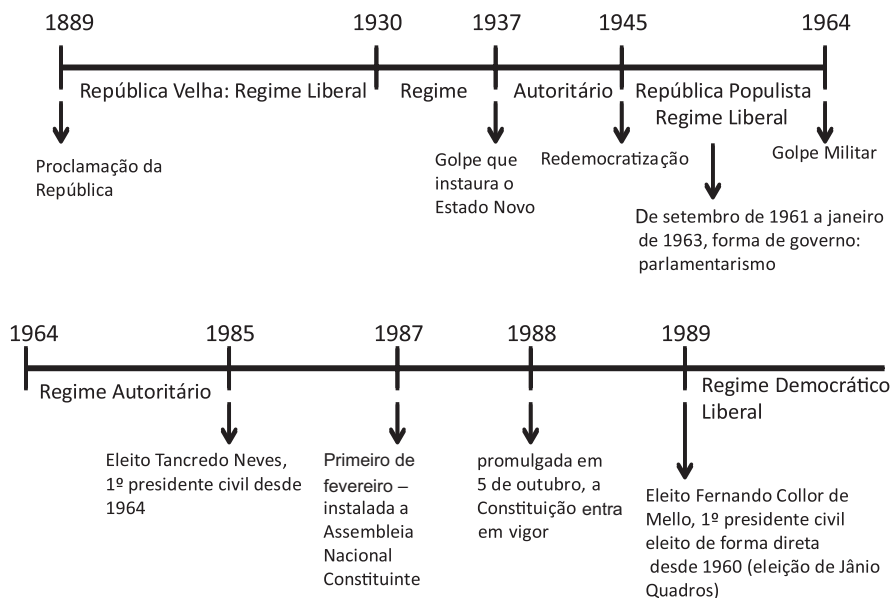 1889 1930 1937 1945 1964
República Velha: Regime Liberal Regime Autoritário República Populista
Regime Liberal
Proclamação da
República
Golpe que
instaura o
Estado Novo
Redemocratização
Golpe Militar
De setembro de 1961 a janeiro
de 1963, forma de governo:
parlamentarismo
1964 1985 1987 1988 1989
Regime Autoritário
Regime Democrático
Liberal
Eleito Tancredo Neves,
1º presidente civil desde
1964
Primeiro de
fevereiro –
instalada a
Assembleia
Nacional
Constituinte
promulgada em
5 de outubro, a
Constituição entra
em vigor
Eleito Fernando Collor de
Mello, 1º presidente civil
eleito de forma direta
desde 1960 (eleição de Jânio
Quadros)